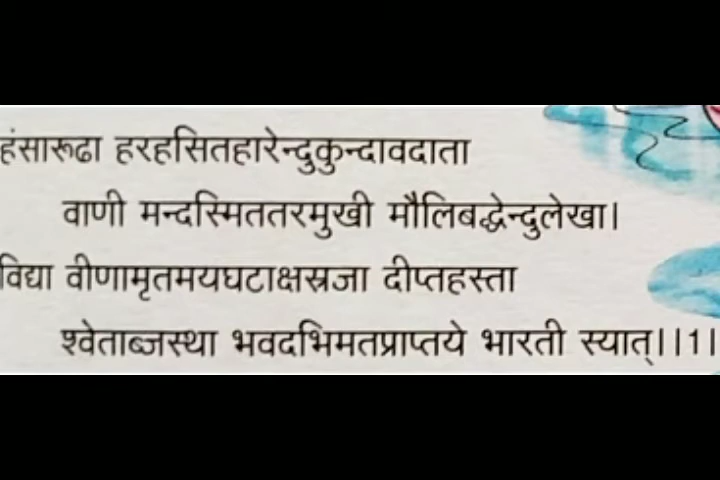 हंसारूढा हरहसितहारेन्दुकुन्दावदाता
वाणी मन्दस्मिततरमुखी मौलिबद्धेन्दुलेखा।
विद्या वीणामृतमयघटाक्षस्रजा दीप्तहस्ता
श्वेताब्जस्था भवदभिमतप्राप्तये भारती स्यात्।।1।